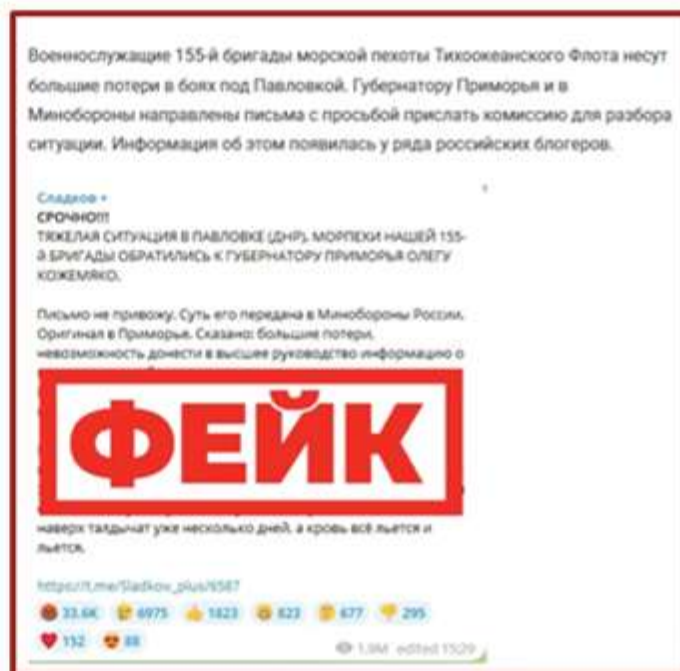 Военнослужащие 155-й бригады морской пехоты Тихоокеанского Флота несут
большие потери в боях под Павловкой. Губернатору Приморья и в
Минобороны направлены письма с просьбой прислать комиссию для разбора
ситуации. Информация об этом появилась у ряда российских блогеров.
Сладков +
СРОЧНО!!!
ТЯЖЕЛАЯ СИТУАЦИЯ В ПАВЛОВКЕ (ДНР). МОРПЕХИ НАШЕЙ 155-
Й БРИГАДЫ ОБРАТИЛИСЬ К ГУБЕРНАТОРУ ПРИМОРЬЯ ОЛЕГУ
КОЖЕМЯКО.
Письмо не привожу. Суть его передана в Минобороны России.
Оригинал в Приморье. Сказано: большие потери,
невозможность донести в высшее руководство информацию о
ФЕЙК
наверх талдычат уже несколько дней, а кровь всё льется и
льется.
https://t.me/Sladkov_plus/6587
33.6K 6975 1823 823 677 295
152 88
1.9M edited 15:29